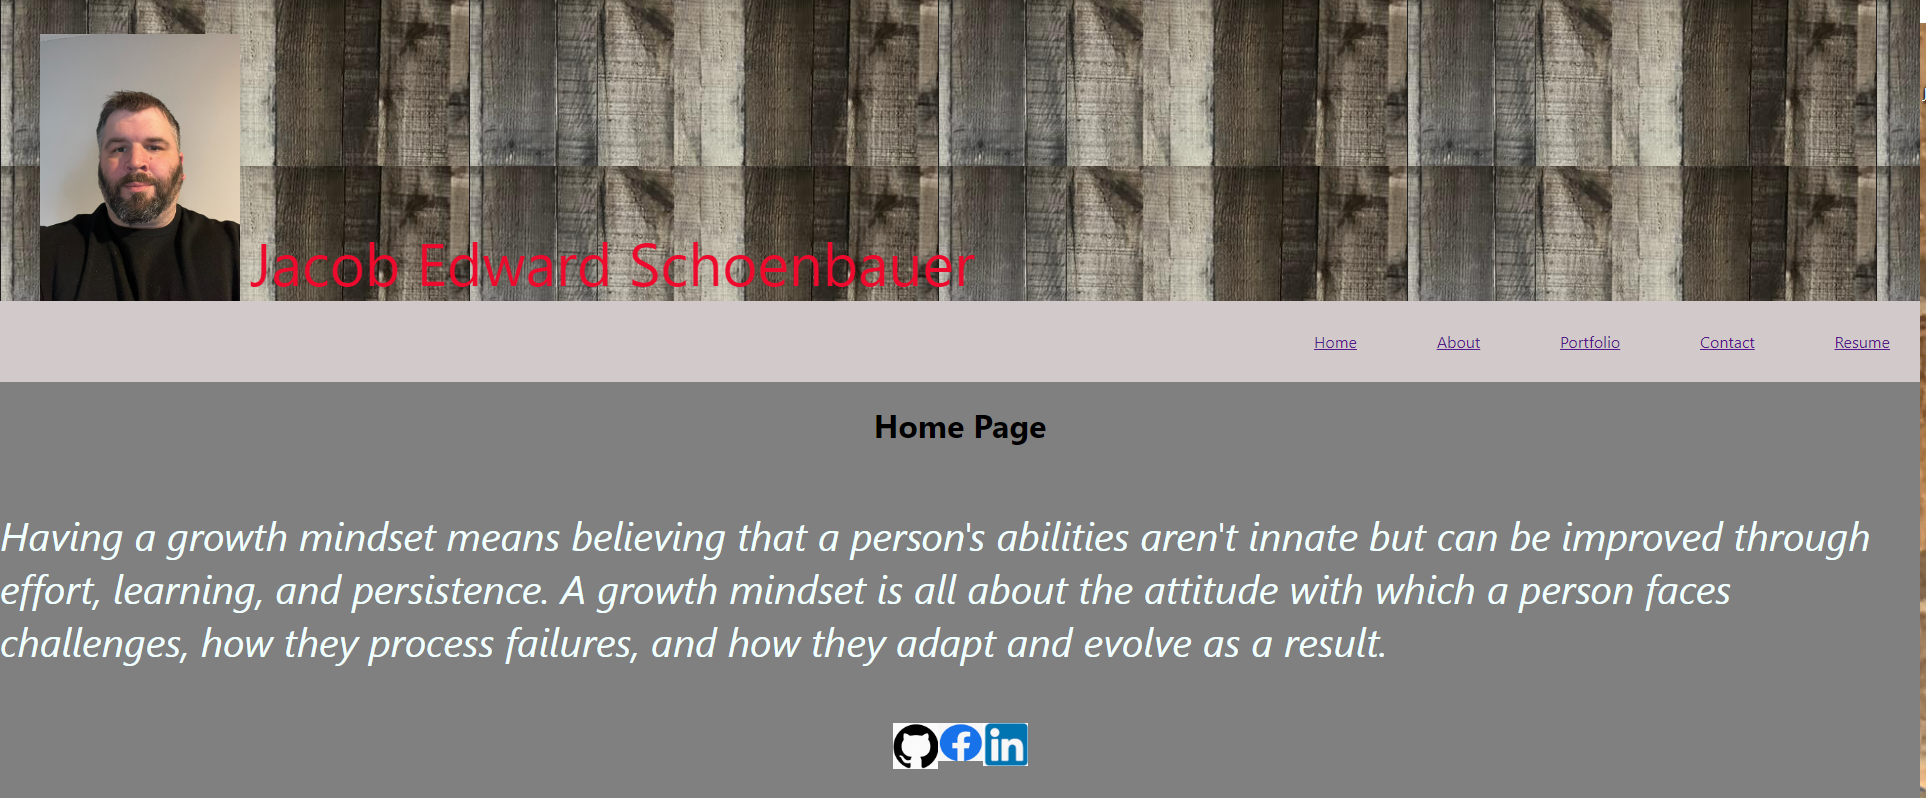 Jacob Edward Schoenbauer
Home About Portfolio Contact Resume
Home Page
Having a growth mindset means believing that a person's abilities aren't innate but can be improved through
effort, learning, and persistence. A growth mindset is all about the attitude with which a person faces
challenges, how they process failures, and how they adapt and evolve as a result.
in